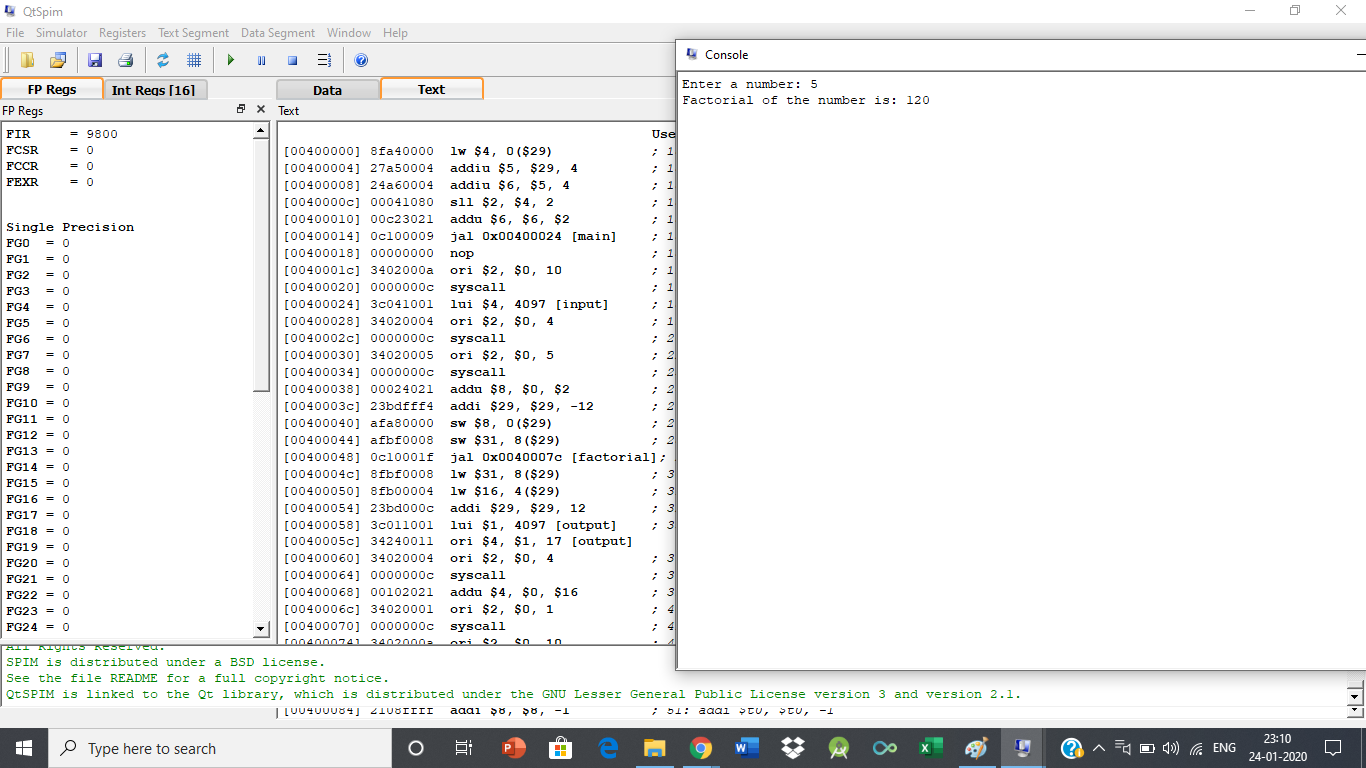 QtSpim
File Simulator Registers Text Segment Data Segment Window Help
FP Regs Int Regs [16]
FP Regs
FIR = 9800
FCSR = 0
FCCR = 0
FEXR = 0
Single Precision
FG0 = 0
FG1 = 0
FG2 = 0
FG3 = 0
FG4 = 0
FG5 = 0
FG6 = 0
FG7 = 0
FG8 = 0
FG9 = 0
FG10 = 0
FG11 = 0
FG12 = 0
FG13 = 0
FG14 = 0
FG15 = 0
FG16 = 0
FG17 = 0
FG18 = 0
FG19 = 0
FG20 = 0
FG21 = 0
FG22 = 0
FG23 = 0
FG24 = 0
Data Text
Text
Use
[00400000] 8fa40000 lw $4, 0($29) ; 1
[00400004] 27a50004 addiu $5, $29, 4 ; 1
[00400008] 24a60004 addiu $6, $5, 4 ; 1
[0040000c] 00041080 sll $2, $4, 2 ; 1
[00400010] 00c23021 addu $6, $6, $2 ; 1
[00400014] 0c100009 jal 0x00400024 [main] ; 1
[00400018] 00000000 nop ; 1
[0040001c] 3402000a ori $2, $0, 10 ; 1
[00400020] 0000000c syscall ; 1
[00400024] 3c041001 lui $4, 4097 [input] ; 1
[00400028] 34020004 ori $2, $0, 4 ; 1
[0040002c] 0000000c syscall ; 2
[00400030] 34020005 ori $2, $0, 5 ; 2
[00400034] 0000000c syscall ; 2
[00400038] 00024021 addu $8, $0, $2 ; 2
[0040003c] 23bdfff4 addi $29, $29, -12 ; 2
[00400040] afa80000 sw $8, 0($29) ; 2
[00400044] afbf0008 sw $31, 8($29) ; 2
[00400048] 0c10001f jal 0x0040007c [factorial];
[0040004c] 8fbf0008 lw $31, 8($29) ; 3
[00400050] 8fb00004 lw $16, 4($29) ; 3
[00400054] 23bd000c addi $29, $29, 12 ; 3
[00400058] 3c011001 lui $1, 4097 [output] ; 3
[0040005c] 34240011 ori $4, $1, 17 [output]
[00400060] 34020004 ori $2, $0, 4 ; 3
[00400064] 0000000c syscall ; 3
[00400068] 00102021 addu $4, $0, $16 ; 3
[0040006c] 34020001 ori $2, $0, 1 ; 4
[00400070] 0000000c syscall ; 4
[00400074] 3402000a ori $2, $0, 10 ; 4
Console
Enter a number: 5
Factorial of the number is: 120
All Rights Reserved.
SPIM is distributed under a BSD license.
See the file README for a full copyright notice.
QtSPIM is linked to the Qt library, which is distributed under the GNU Lesser General Public License version 3 and version 2.1.
[00400084] 2108ffff addi $8, $8, -1 ; 51: addi $t0, $t0, -1
Type here to search
ENG
23:10
24-01-2020